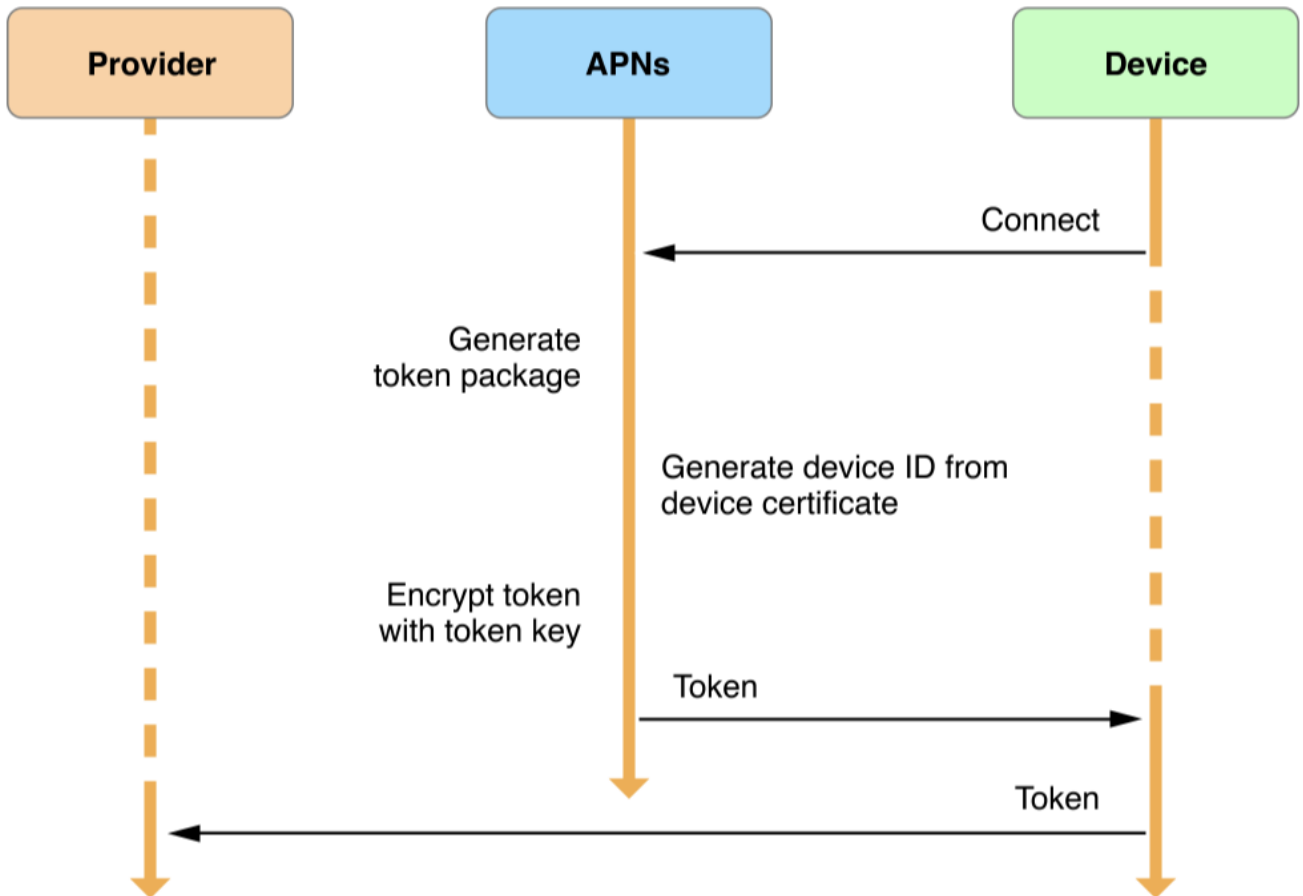 Provider
APNs
Device
Connect
Generate
token package
Generate device ID from
device certificate
Encrypt token
with token key
Token
Token